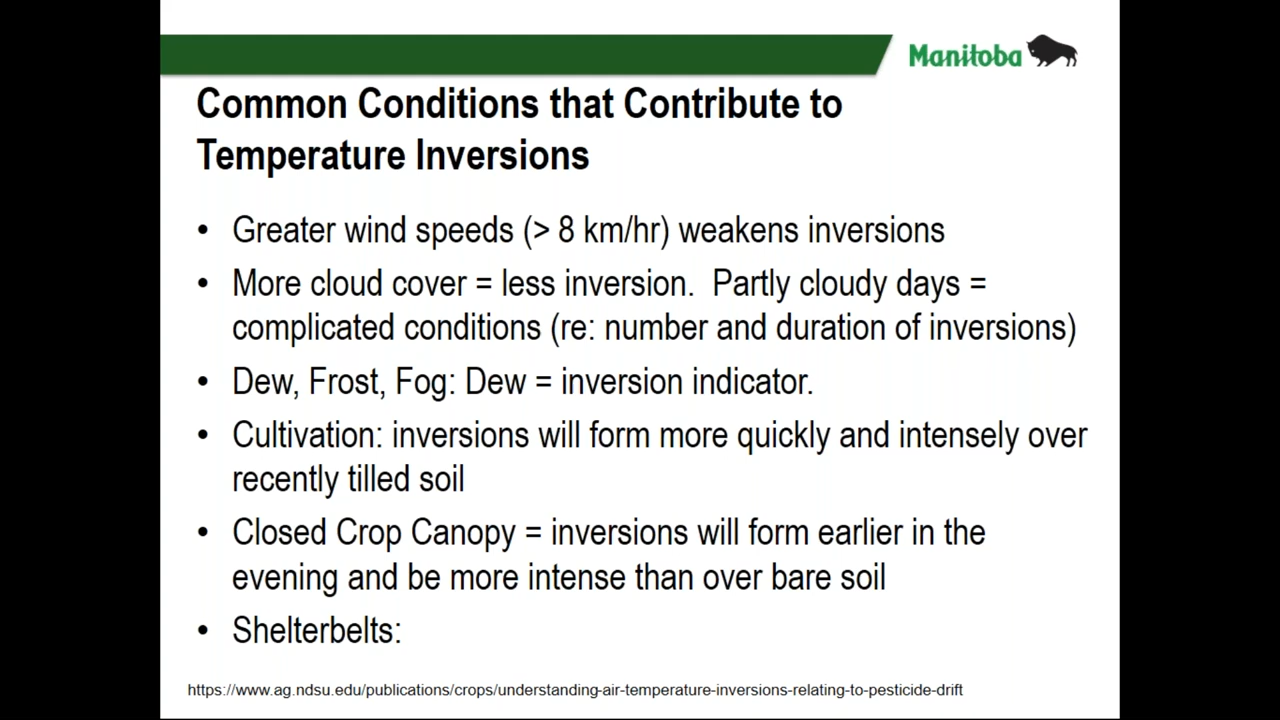 Manitoba
Common Conditions that Contribute to
Temperature Inversions
• Greater wind speeds (> 8 km/hr) weakens inversions
• More cloud cover = less inversion.  Partly cloudy days =
complicated conditions (re: number and duration of inversions)
• Dew, Frost, Fog: Dew = inversion indicator.
• Cultivation: inversions will form more quickly and intensely over
recently tilled soil
• Closed Crop Canopy = inversions will form earlier in the
evening and be more intense than over bare soil
• Shelterbelts:
https://www.ag.ndsu.edu/publications/crops/understanding-air-temperature-inversions-relating-to-pesticide-drift